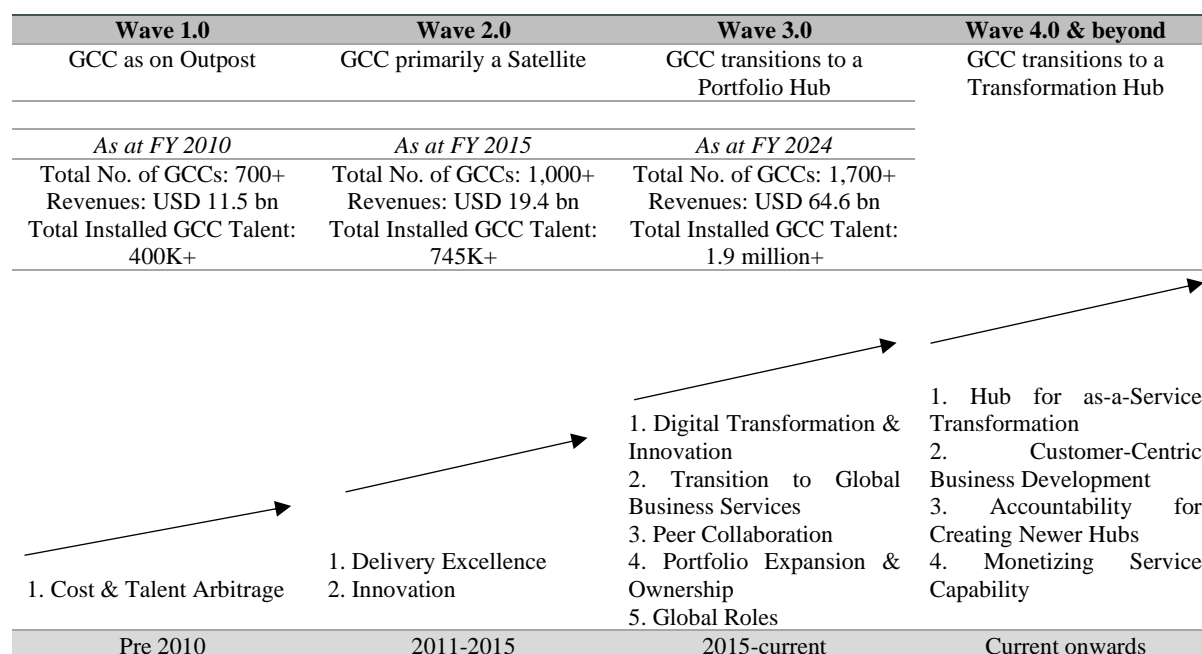 Wave 1.0
Wave 2.0
Wave 3.0
Wave 4.0 & beyond
GCC as on Outpost
GCC primarily a Satellite
GCC transitions to a
Portfolio Hub
GCC transitions to a
Transformation Hub
As at FY 2010
As at FY 2015
As at FY 2024
Total No. of GCCs: 700+
Revenues: USD 11.5 bn
Total Installed GCC Talent:
400K+
Total No. of GCCs: 1,000+
Revenues: USD 19.4 bn
Total Installed GCC Talent:
745K+
Total No. of GCCs: 1,700+
Revenues: USD 64.6 bn
Total Installed GCC Talent:
1.9 million+
1. Cost & Talent Arbitrage
1. Delivery Excellence
2. Innovation
1. Digital Transformation &
Innovation
2. Transition to Global
Business Services
3. Peer Collaboration
4. Portfolio Expansion &
Ownership
5. Global Roles
1. Hub for as-a-Service
Transformation
2. Customer-Centric
Business Development
3. Accountability for
Creating Newer Hubs
4. Monetizing Service
Capability
Pre 2010
2011-2015
2015-current
Current onwards